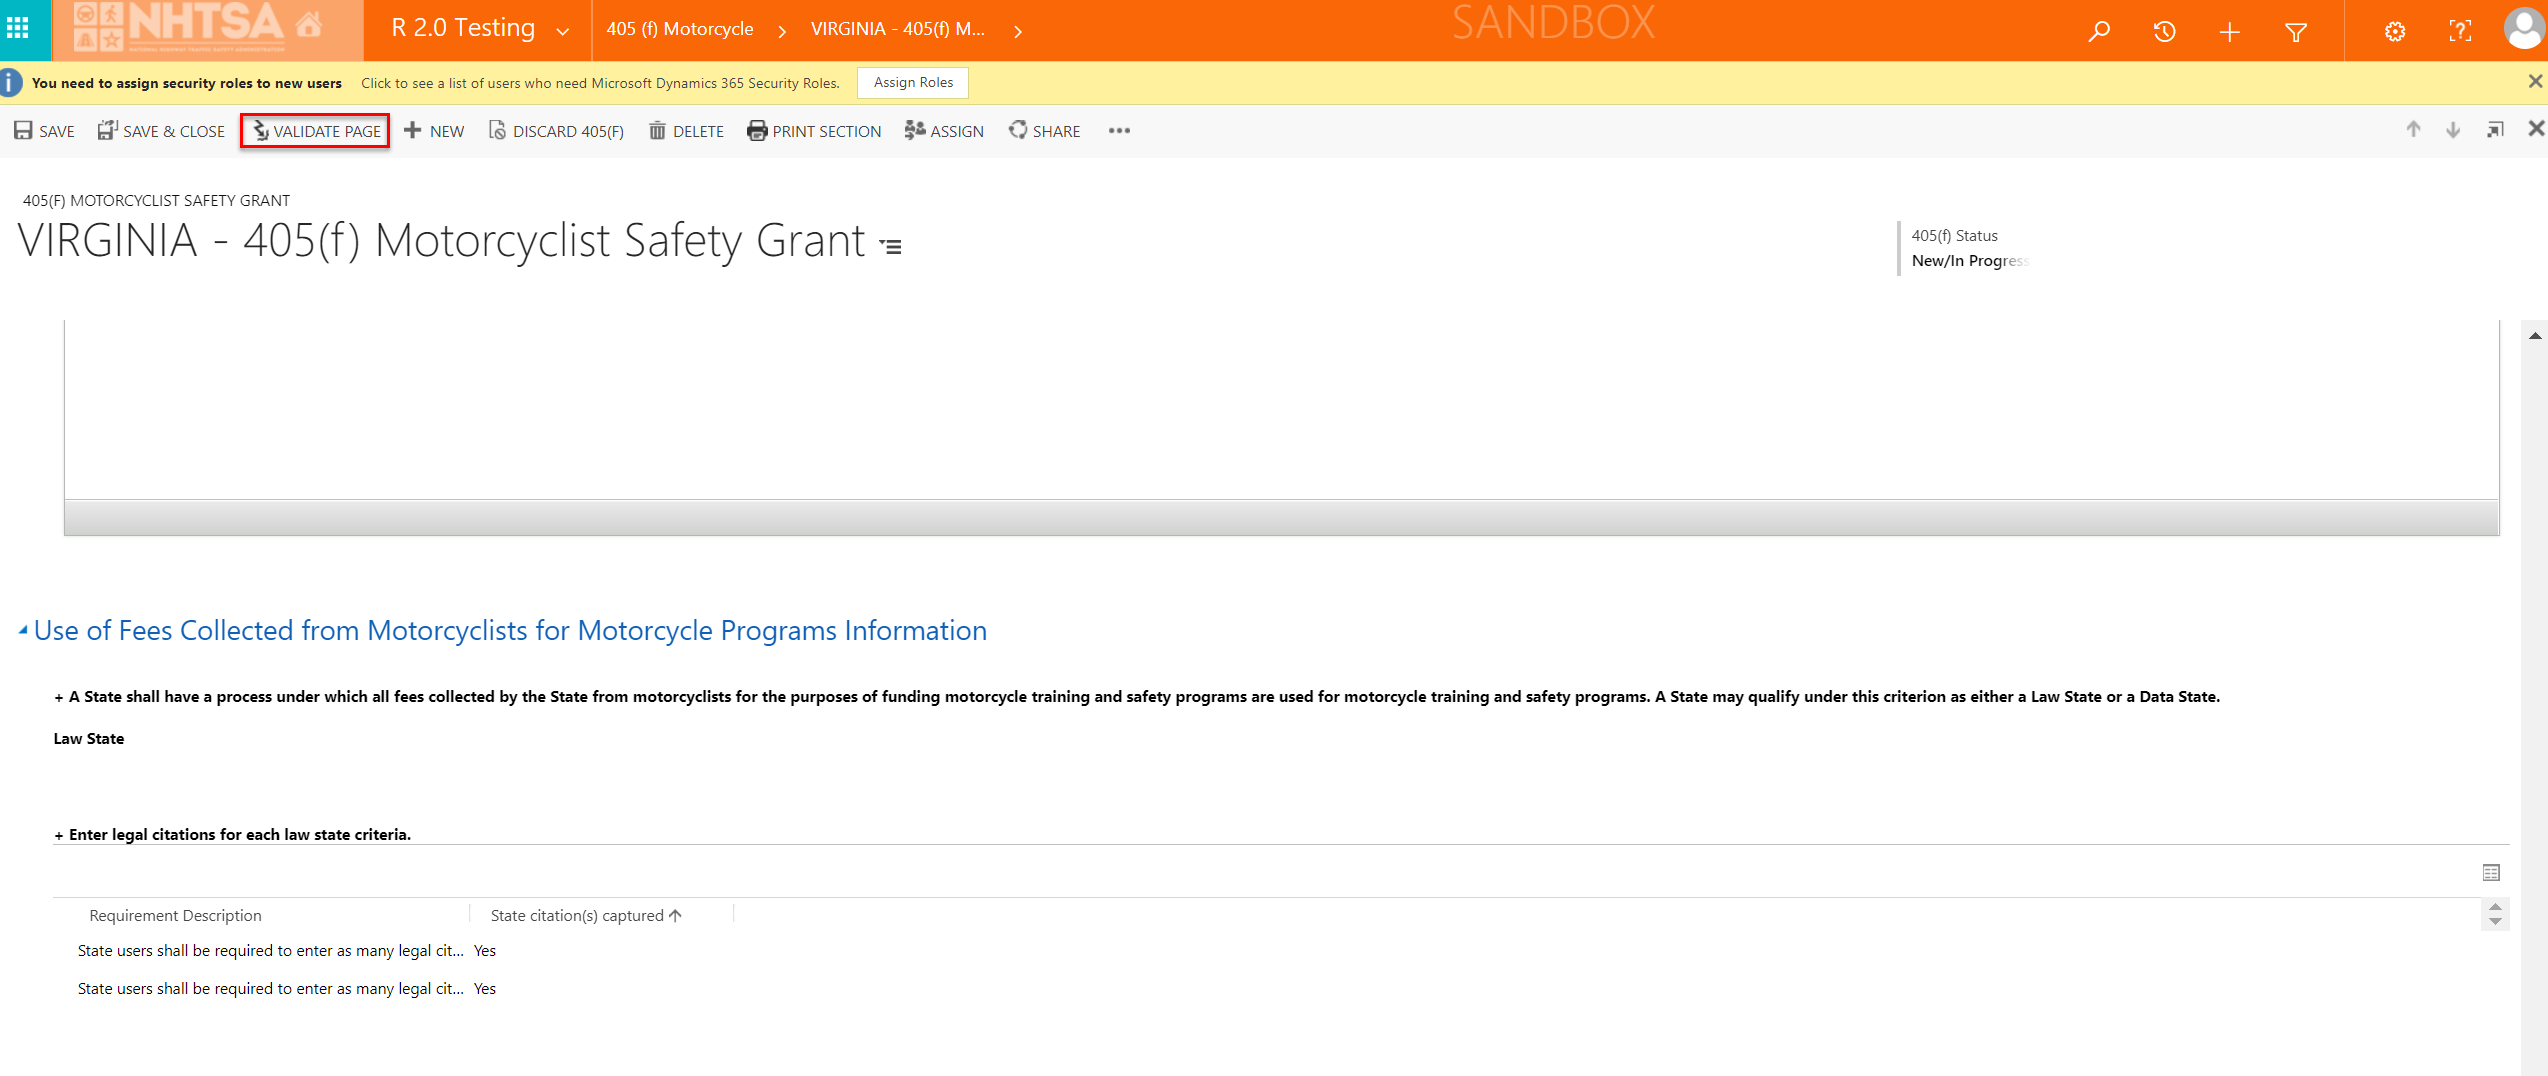 NHTSA
NATIONAL HIGHWAY TRAFFIC SAFETY ADMINISTRATION
R 2.0 Testing
405 (f) Motorcycle
VIRGINIA - 405(f) M...
SANDBOX
You need to assign security roles to new users
Click to see a list of users who need Microsoft Dynamics 365 Security Roles.
Assign Roles
SAVE
SAVE & CLOSE
VALIDATE PAGE
NEW
DISCARD 405(F)
DELETE
PRINT SECTION
ASSIGN
SHARE
405(F) MOTORCYCLIST SAFETY GRANT
VIRGINIA - 405(f) Motorcyclist Safety Grant
405(f) Status
New/In Progress
Use of Fees Collected from Motorcyclists for Motorcycle Programs Information
+ A State shall have a process under which all fees collected by the State from motorcyclists for the purposes of funding motorcycle training and safety programs are used for motorcycle training and safety programs. A State may qualify under this criterion as either a Law State or a Data State.
Law State
+ Enter legal citations for each law state criteria.
Requirement Description
State citation(s) captured
State users shall be required to enter as many legal cit... Yes
State users shall be required to enter as many legal cit... Yes